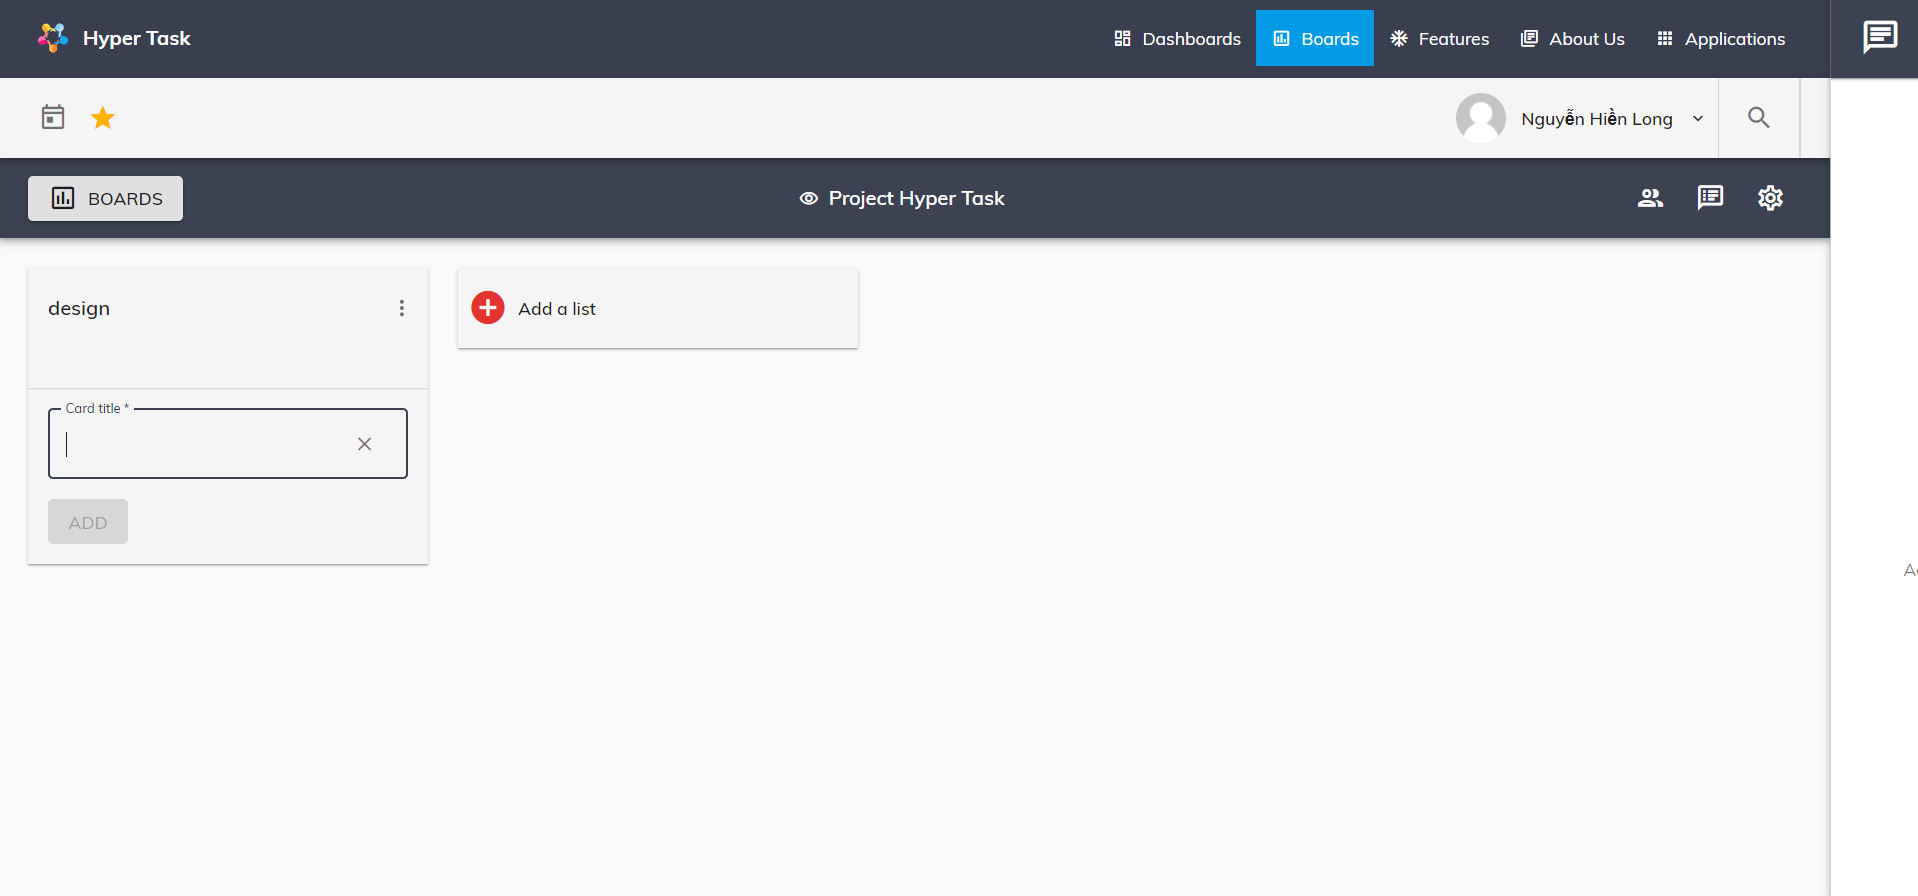 Hyper Task
Dashboards
Boards
Features
About Us
Applications
Nguyễn Hiền Long
BOARDS
Project Hyper Task
design
Add a list
Card title *
ADD